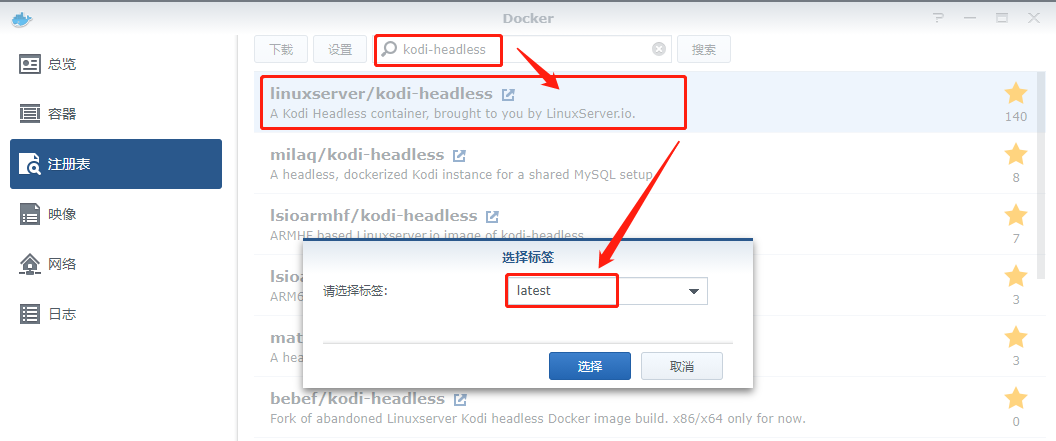 Docker
总览
容器
注册表
映像
网络
日志
下载 设置 kodi-headless 搜索
linuxserver/kodi-headless
A Kodi Headless container, brought to you by LinuxServer.io.
140
milaq/kodi-headless
A headless, dockerized Kodi instance for a shared MySQL setup
8
lsioarmhf/kodi-headless
ARMHF based Linuxserver.io image of kodi-headless
7
lsio
ARM6
3
mat
A hea
3
bebef/kodi-headless
Fork of abandoned Linuxserver Kodi headless Docker image build. x86/x64 only for now.
0
选择标签
请选择标签:
latest
选择 取消